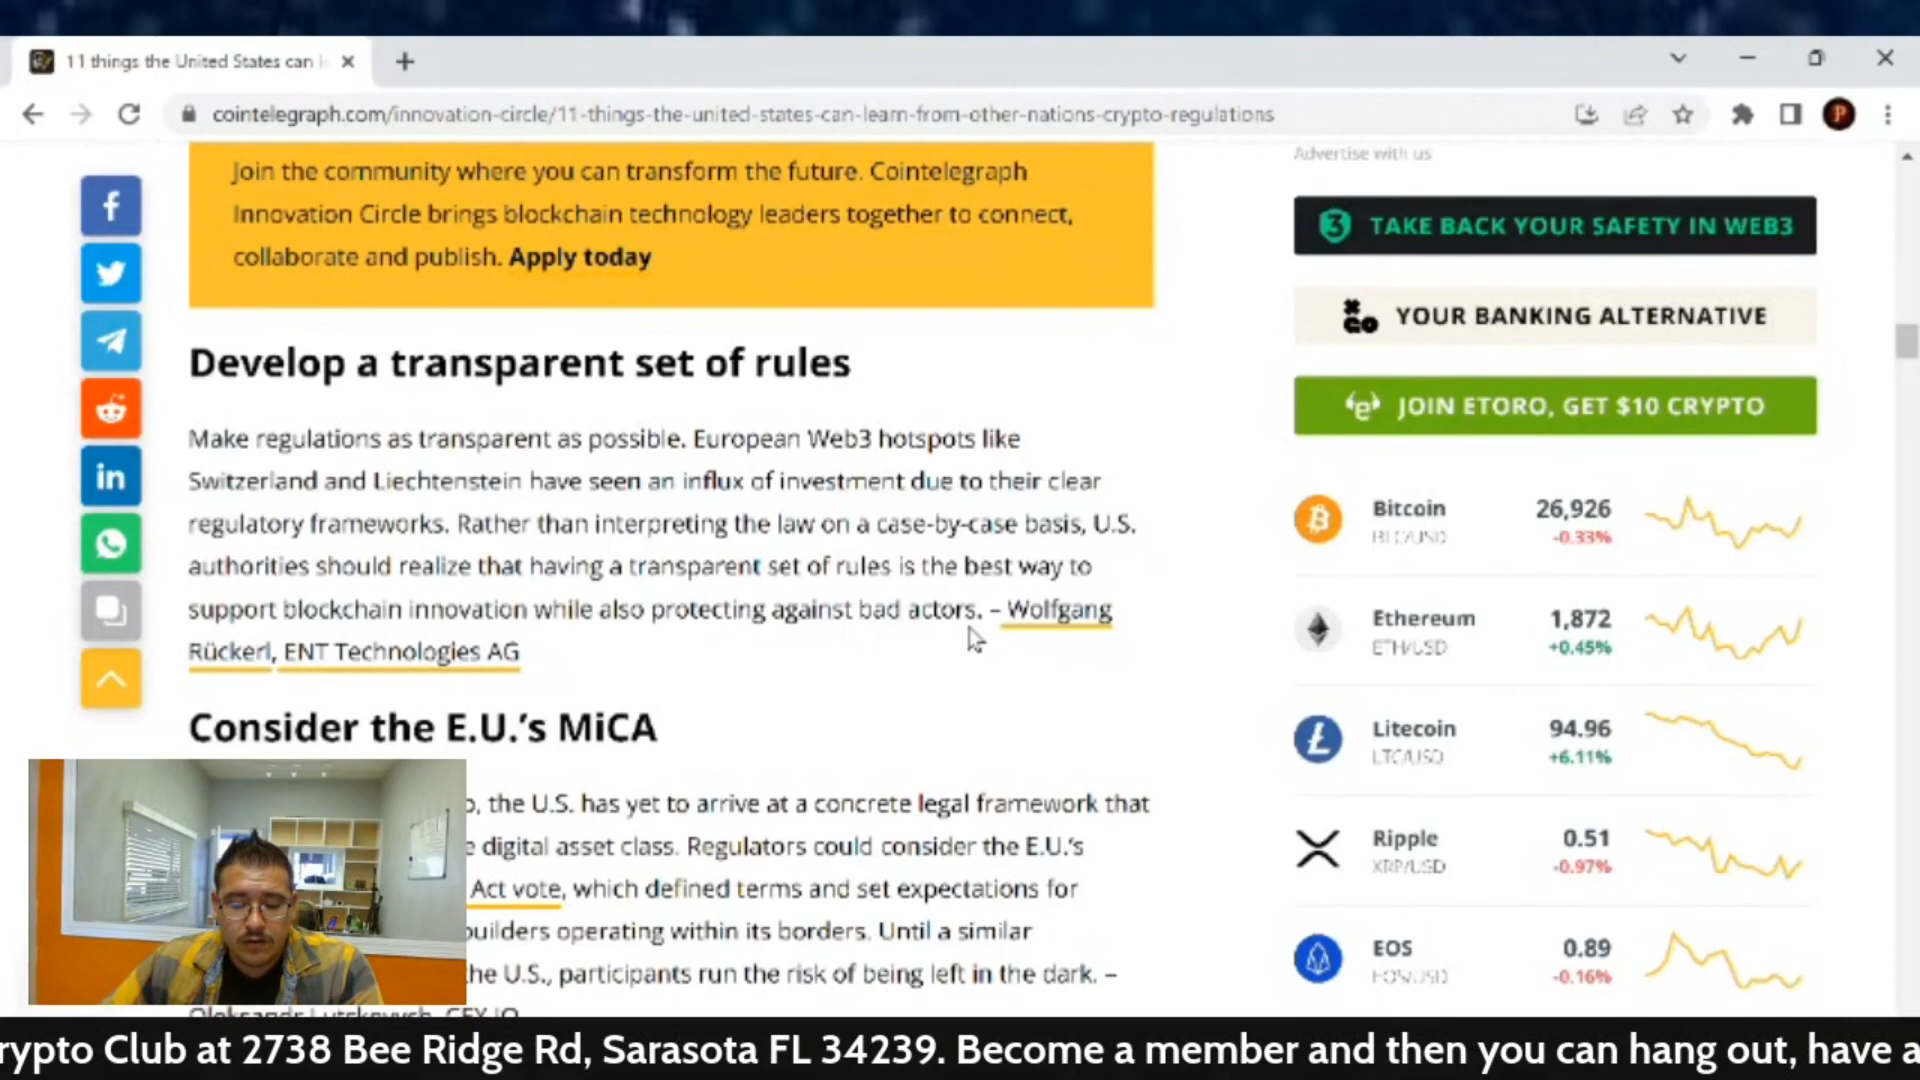 11 things the United States can l
cointelegraph.com/innovation-circle/11-things-the-united-states-can-learn-from-other-nations-crypto-regulations
Join the community where you can transform the future. Cointelegraph
Innovation Circle brings blockchain technology leaders together to connect,
collaborate and publish. Apply today
Develop a transparent set of rules
Make regulations as transparent as possible. European Web3 hotspots like
Switzerland and Liechtenstein have seen an influx of investment due to their clear
regulatory frameworks. Rather than interpreting the law on a case-by-case basis, U.S.
authorities should realize that having a transparent set of rules is the best way to
support blockchain innovation while also protecting against bad actors. – Wolfgang
Rückerl, ENT Technologies AG
Consider the E.U.’s MiCA
, the U.S. has yet to arrive at a concrete legal framework that
e digital asset class. Regulators could consider the E.U.’s
Act vote, which defined terms and set expectations for
builders operating within its borders. Until a similar
the U.S., participants run the risk of being left in the dark. –
Advertise with us
TAKE BACK YOUR SAFETY IN WEB3
YOUR BANKING ALTERNATIVE
JOIN ETORO, GET $10 CRYPTO
Bitcoin 26,926
BTC/USD -0.33%
Ethereum 1,872
ETH/USD +0.45%
Litecoin 94.96
LTC/USD +6.11%
Ripple 0.51
XRP/USD -0.97%
EOS 0.89
EOS/USD -0.16%
rypto Club at 2738 Bee Ridge Rd, Sarasota FL 34239. Become a member and then you can hang out, have a